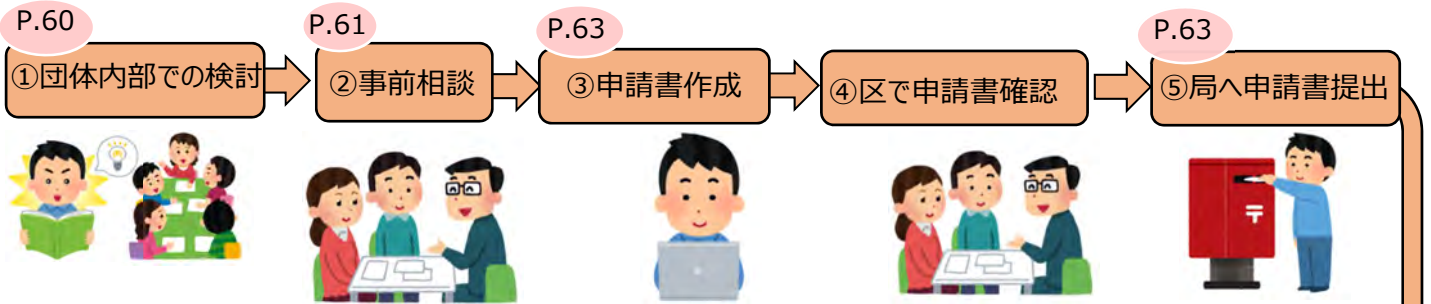 P.60
①団体内部での検討
P.61
②事前相談
P.63
③申請書作成
④区で申請書確認
P.63
⑤局へ申請書提出
〒